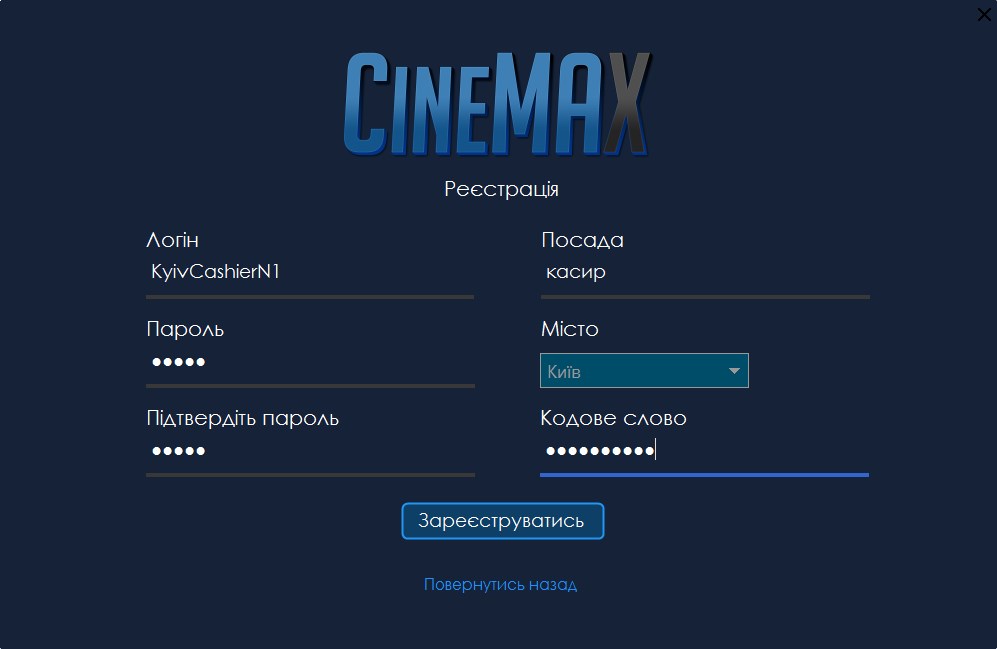 CINEMAX
Реєстрація
Логін
KyivCashierN1
Посада
касир
Пароль
•••••
Місто
Київ
Підтвердіть пароль
•••••
Кодове слово
••••••••••
Зареєструватись
Повернутись назад